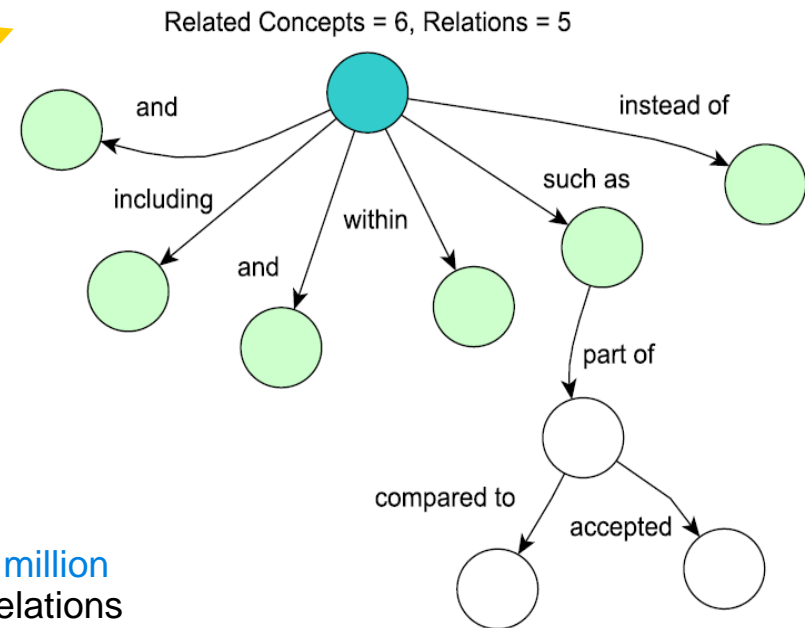 Related Concepts = 6, Relations = 5
and
instead of
such as
including
within
and
part of
compared to
accepted
million
elations